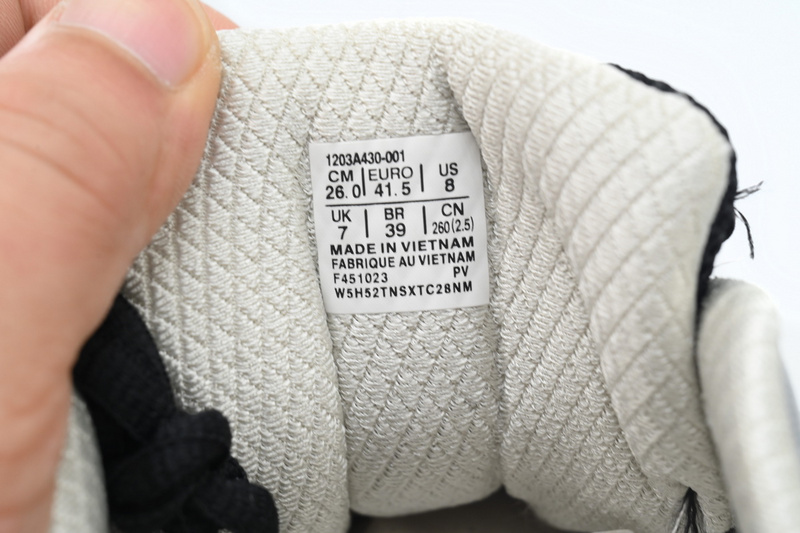 1203A430-001
CM EURO US
26.0 41.5 8
UK BR CN
7 39 260(2.5)
MADE IN VIETNAM
FABRIQUE AU VIETNAM
F451023 PV
W5H52TNSXTC28NM